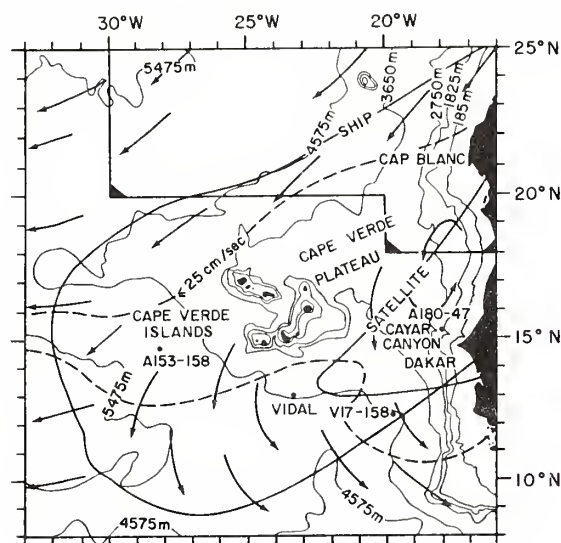 30°W 20°W
25°N
5475m
3650m
2750m
1825m
185m
4575m
SHIP
CAP BLANC
20°N
CAPE VERDE
PLATEAU
< 25 cm/sec
SATELLITE
CAPE VERDE
ISLANDS
A180-47
CAYAR
CANYON
15°N
DAKAR
A153-158
5475m
VIDAL
V17-158
10°N
4575m
4575m